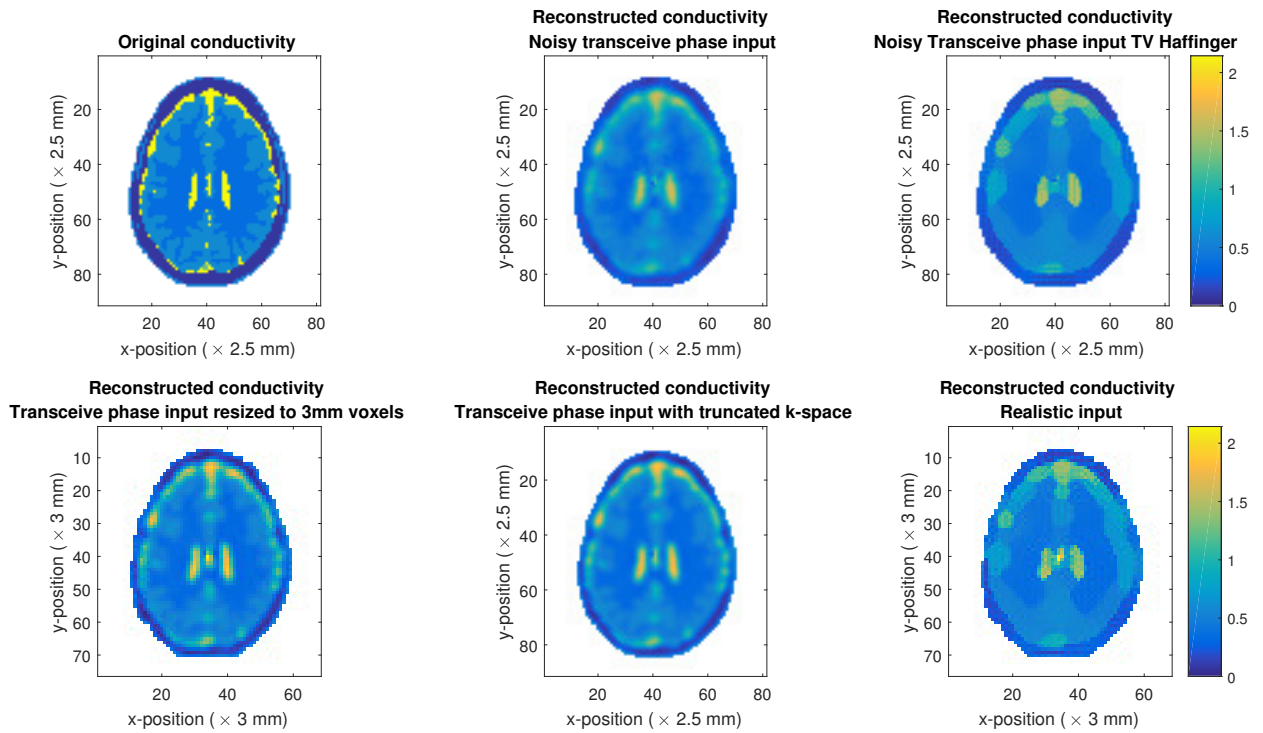 Original conductivity
20
40
60
80
y-position ( × 2.5 mm)
20 40 60 80
x-position ( × 2.5 mm)
Reconstructed conductivity
Noisy transceive phase input
20
40
60
80
y-position ( × 2.5 mm)
20 40 60 80
x-position ( × 2.5 mm)
Reconstructed conductivity
Noisy Transceive phase input TV Haffinger
20
40
60
80
y-position ( × 2.5 mm)
20 40 60 80
x-position ( × 2.5 mm)
2
1.5
1
0.5
0
Reconstructed conductivity
Transceive phase input resized to 3mm voxels
10
20
30
40
50
60
70
y-position ( × 3 mm)
20 40 60
x-position ( × 3 mm)
Reconstructed conductivity
Transceive phase input with truncated k-space
20
40
60
80
y-position ( × 2.5 mm)
20 40 60 80
x-position ( × 2.5 mm)
Reconstructed conductivity
Realistic input
10
20
30
40
50
60
70
y-position ( × 3 mm)
20 40 60
x-position ( × 3 mm)
2
1.5
1
0.5
0